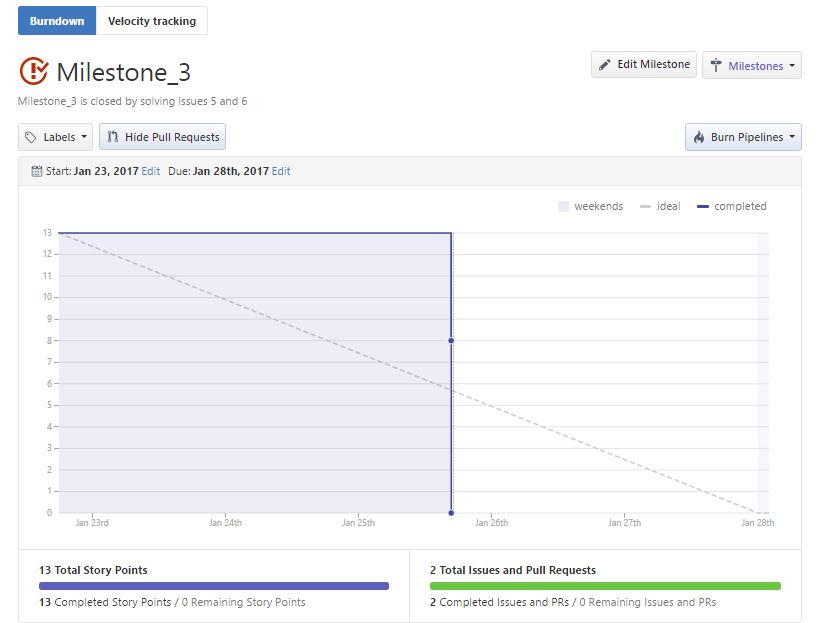 Burndown Velocity tracking
Milestone_3
Edit Milestone Milestones
Milestone_3 is closed by solving issues 5 and 6
Labels Hide Pull Requests Burn Pipelines
Start: Jan 23, 2017 Edit Due: Jan 28th, 2017 Edit
weekends ideal completed
13
12
11
10
9
8
7
6
5
4
3
2
1
0
Jan 23rd Jan 24th Jan 25th Jan 26th Jan 27th Jan 28th
13 Total Story Points
13 Completed Story Points / 0 Remaining Story Points
2 Total Issues and Pull Requests
2 Completed Issues and PRs / 0 Remaining Issues and PRs